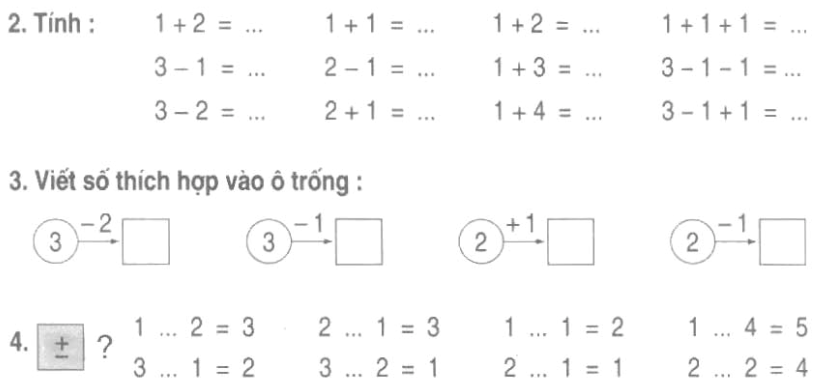 2. Tính : 1 + 2 = ... 1 + 1 = ... 1 + 2 = ... 1 + 1 + 1 = ...
3 – 1 = ... 2 – 1 = ... 1 + 3 = ... 3 – 1 – 1 = ...
3 – 2 = ... 2 + 1 = ... 1 + 4 = ... 3 – 1 + 1 = ...
3. Viết số thích hợp vào ô trống :
3 – 2 3 – 1 2 + 1 2 – 1
4. ± ? 1 ... 2 = 3 2 ... 1 = 3 1 ... 1 = 2 1 ... 4 = 5
3 ... 1 = 2 3 ... 2 = 1 2 ... 1 = 1 2 ... 2 = 4